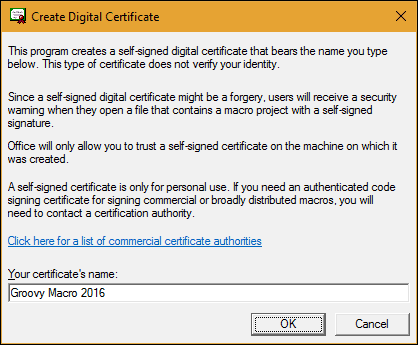 Create Digital Certificate
This program creates a self-signed digital certificate that bears the name you type
below. This type of certificate does not verify your identity.
Since a self-signed digital certificate might be a forgery, users will receive a security
warning when they open a file that contains a macro project with a self-signed
signature.
Office will only allow you to trust a self-signed certificate on the machine on which it
was created.
A self-signed certificate is only for personal use. If you need an authenticated code
signing certificate for signing commercial or broadly distributed macros, you will
need to contact a certification authority.
Click here for a list of commercial certificate authorities
Your certificate's name:
Groovy Macro 2016
OK Cancel